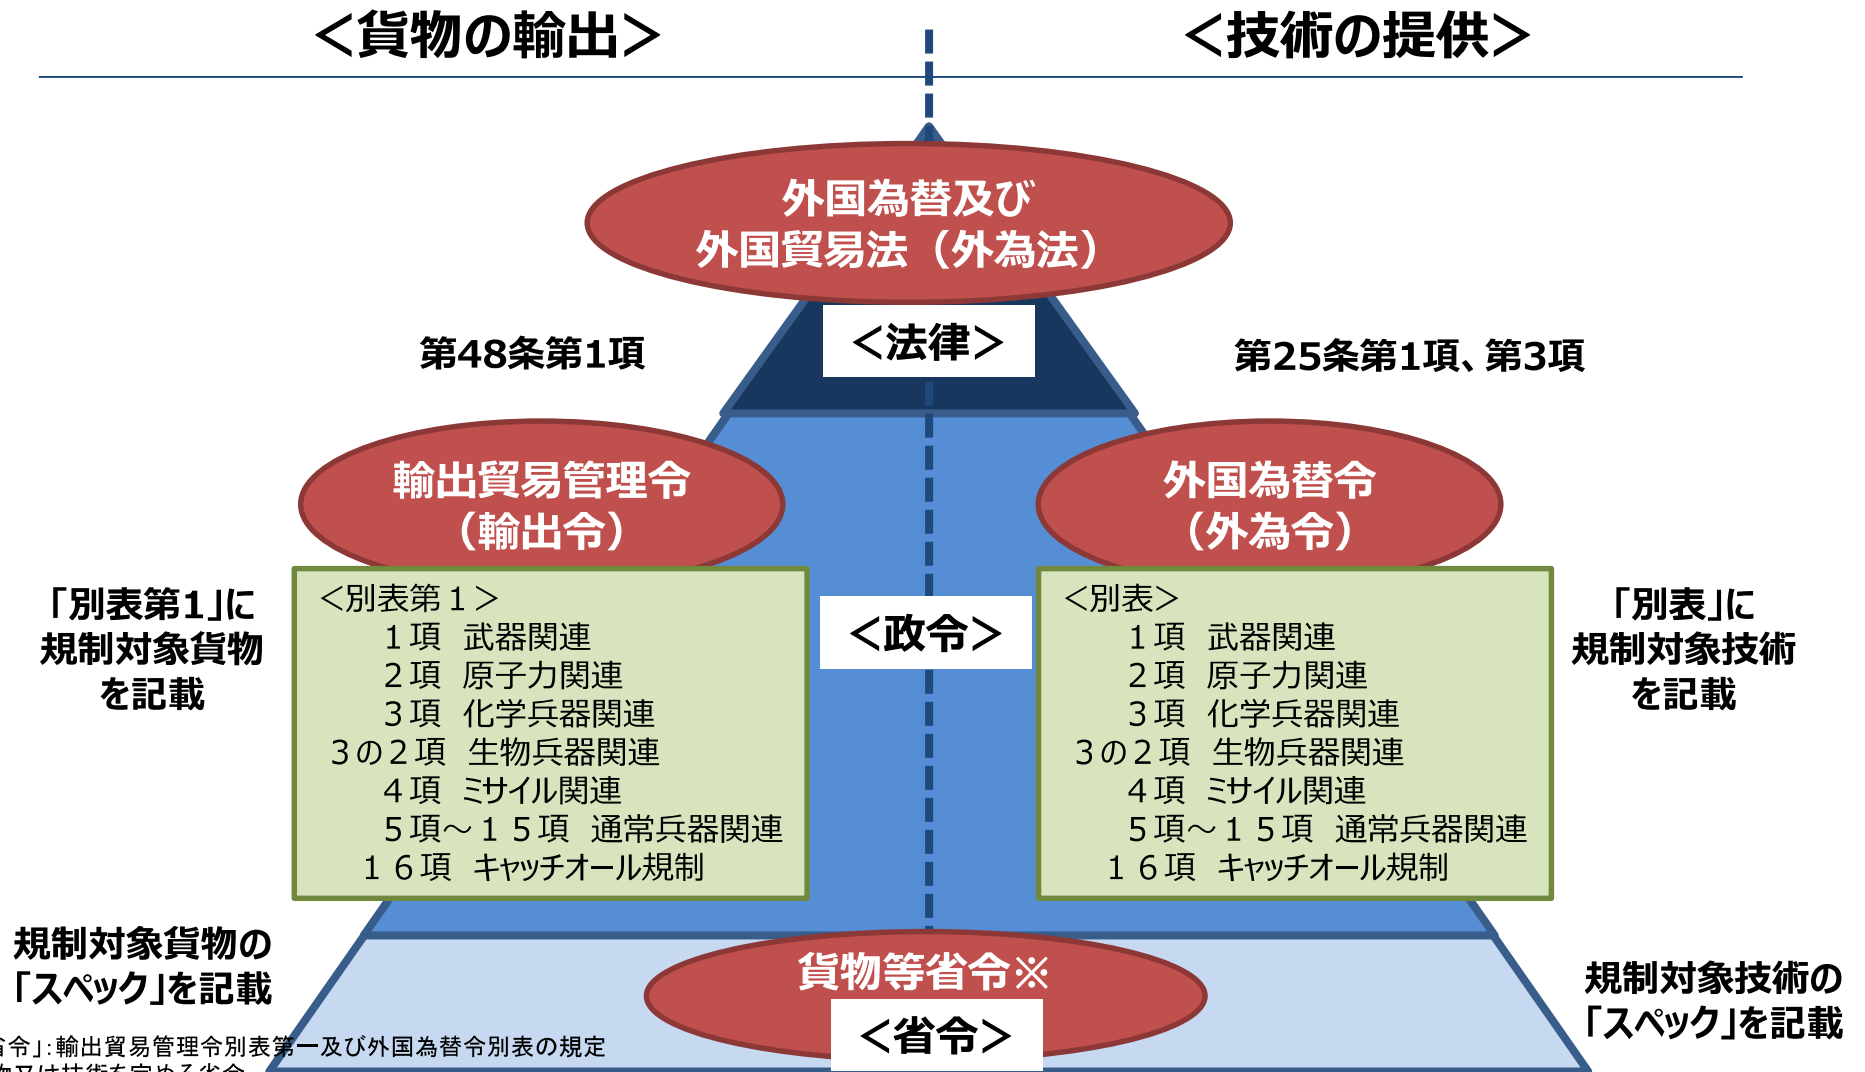 ＜貨物の輸出＞
＜技術の提供＞
外国為替及び
外国貿易法（外為法）
＜法律＞
第48条第1項
第25条第1項、第3項
輸出貿易管理令
（輸出令）
外国為替令
（外為令）
「別表第1」に
規制対象貨物
を記載
＜別表第１＞
１項　武器関連
２項　原子力関連
３項　化学兵器関連
３の２項　生物兵器関連
４項　ミサイル関連
５項～１５項　通常兵器関連
１６項　キャッチオール規制
＜政令＞
＜別表＞
１項　武器関連
２項　原子力関連
３項　化学兵器関連
３の２項　生物兵器関連
４項　ミサイル関連
５項～１５項　通常兵器関連
１６項　キャッチオール規制
「別表」に
規制対象技術
を記載
規制対象貨物の
「スペック」を記載
貨物等省令※
＜省令＞
規制対象技術の
「スペック」を記載
省令」：輸出貿易管理令別表第一及び外国為替令別表の規定
物又は技術を定める省令